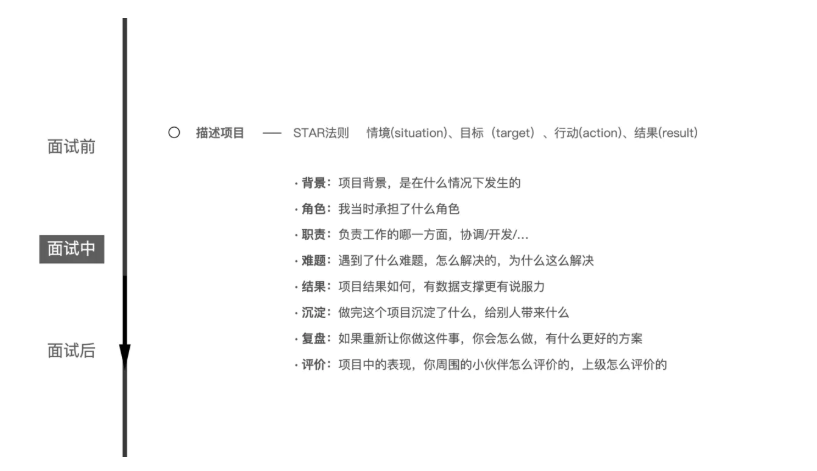 面试前
面试中
面试后
○ 描述项目 —— STAR法则 情境(situation)、目标（target）、行动(action)、结果(result)
· 背景：项目背景，是在什么情况下发生的
· 角色：我当时承担了什么角色
· 职责：负责工作的哪一方面，协调/开发/...
· 难题：遇到了什么难题，怎么解决的，为什么这么解决
· 结果：项目结果如何，有数据支撑更有说服力
· 沉淀：做完这个项目沉淀了什么，给别人带来什么
· 复盘：如果重新让你做这件事，你会怎么做，有什么更好的方案
· 评价：项目中的表现，你周围的小伙伴怎么评价的，上级怎么评价的